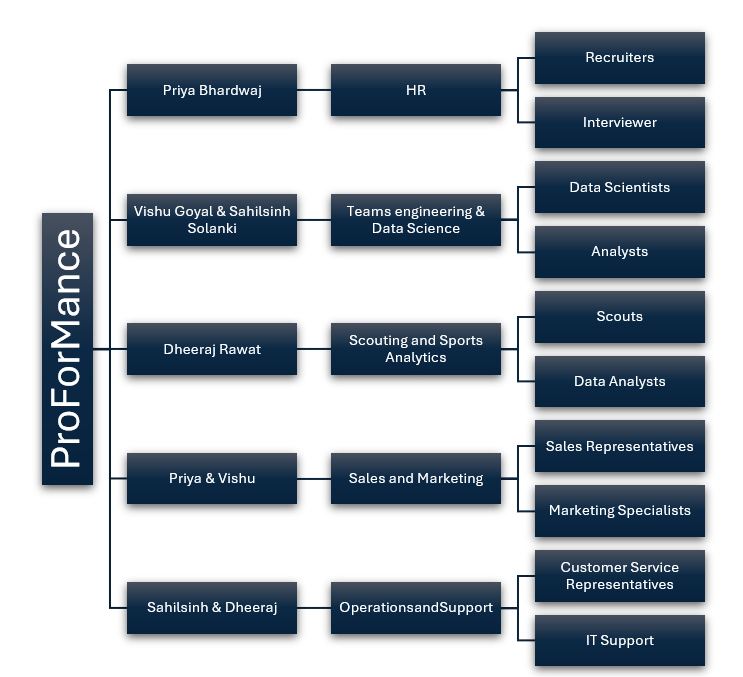 ProForMance
Priya Bhardwaj
HR
Recruiters
Interviewer
Vishu Goyal & Sahilsinh
Solanki
Teams engineering &
Data Science
Data Scientists
Analysts
Dheeraj Rawat
Scouting and Sports
Analytics
Scouts
Data Analysts
Priya & Vishu
Sales and Marketing
Sales Representatives
Marketing Specialists
Sahilsinh & Dheeraj
OperationsandSupport
Customer Service
Representatives
IT Support